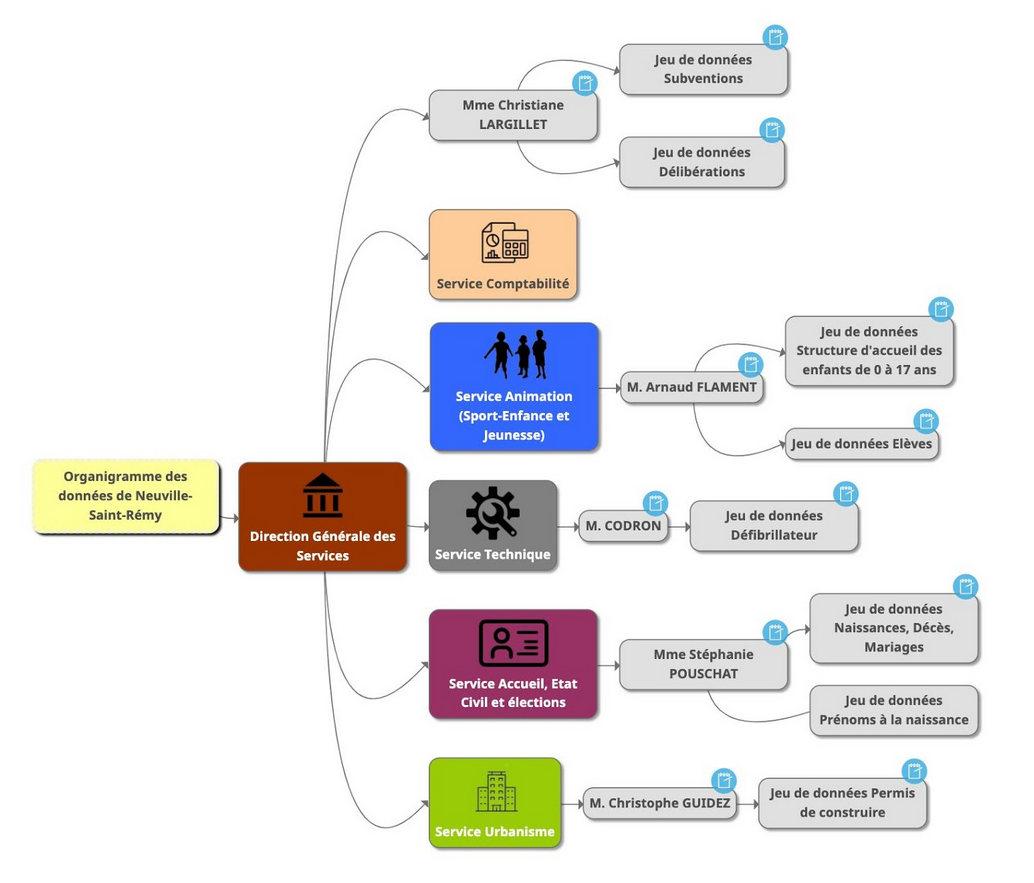 Organigramme des
données de Neuville-
Saint-Rémy
Direction Générale des
Services
Mme Christiane
LARGILLET
Jeu de données
Subventions
Jeu de données
Délibérations
Service Comptabilité
Service Animation
(Sport-Enfance et
Jeunesse)
M. Arnaud FLAMENT
Jeu de données
Structure d'accueil des
enfants de 0 à 17 ans
Jeu de données Elèves
Service Technique
M. CODRON
Jeu de données
Défibrillateur
Service Accueil, Etat
Civil et élections
Mme Stéphanie
POUSCHAT
Jeu de données
Naissances, Décès,
Mariages
Jeu de données
Prénoms à la naissance
Service Urbanisme
M. Christophe GUIDEZ
Jeu de données Permis
de construire